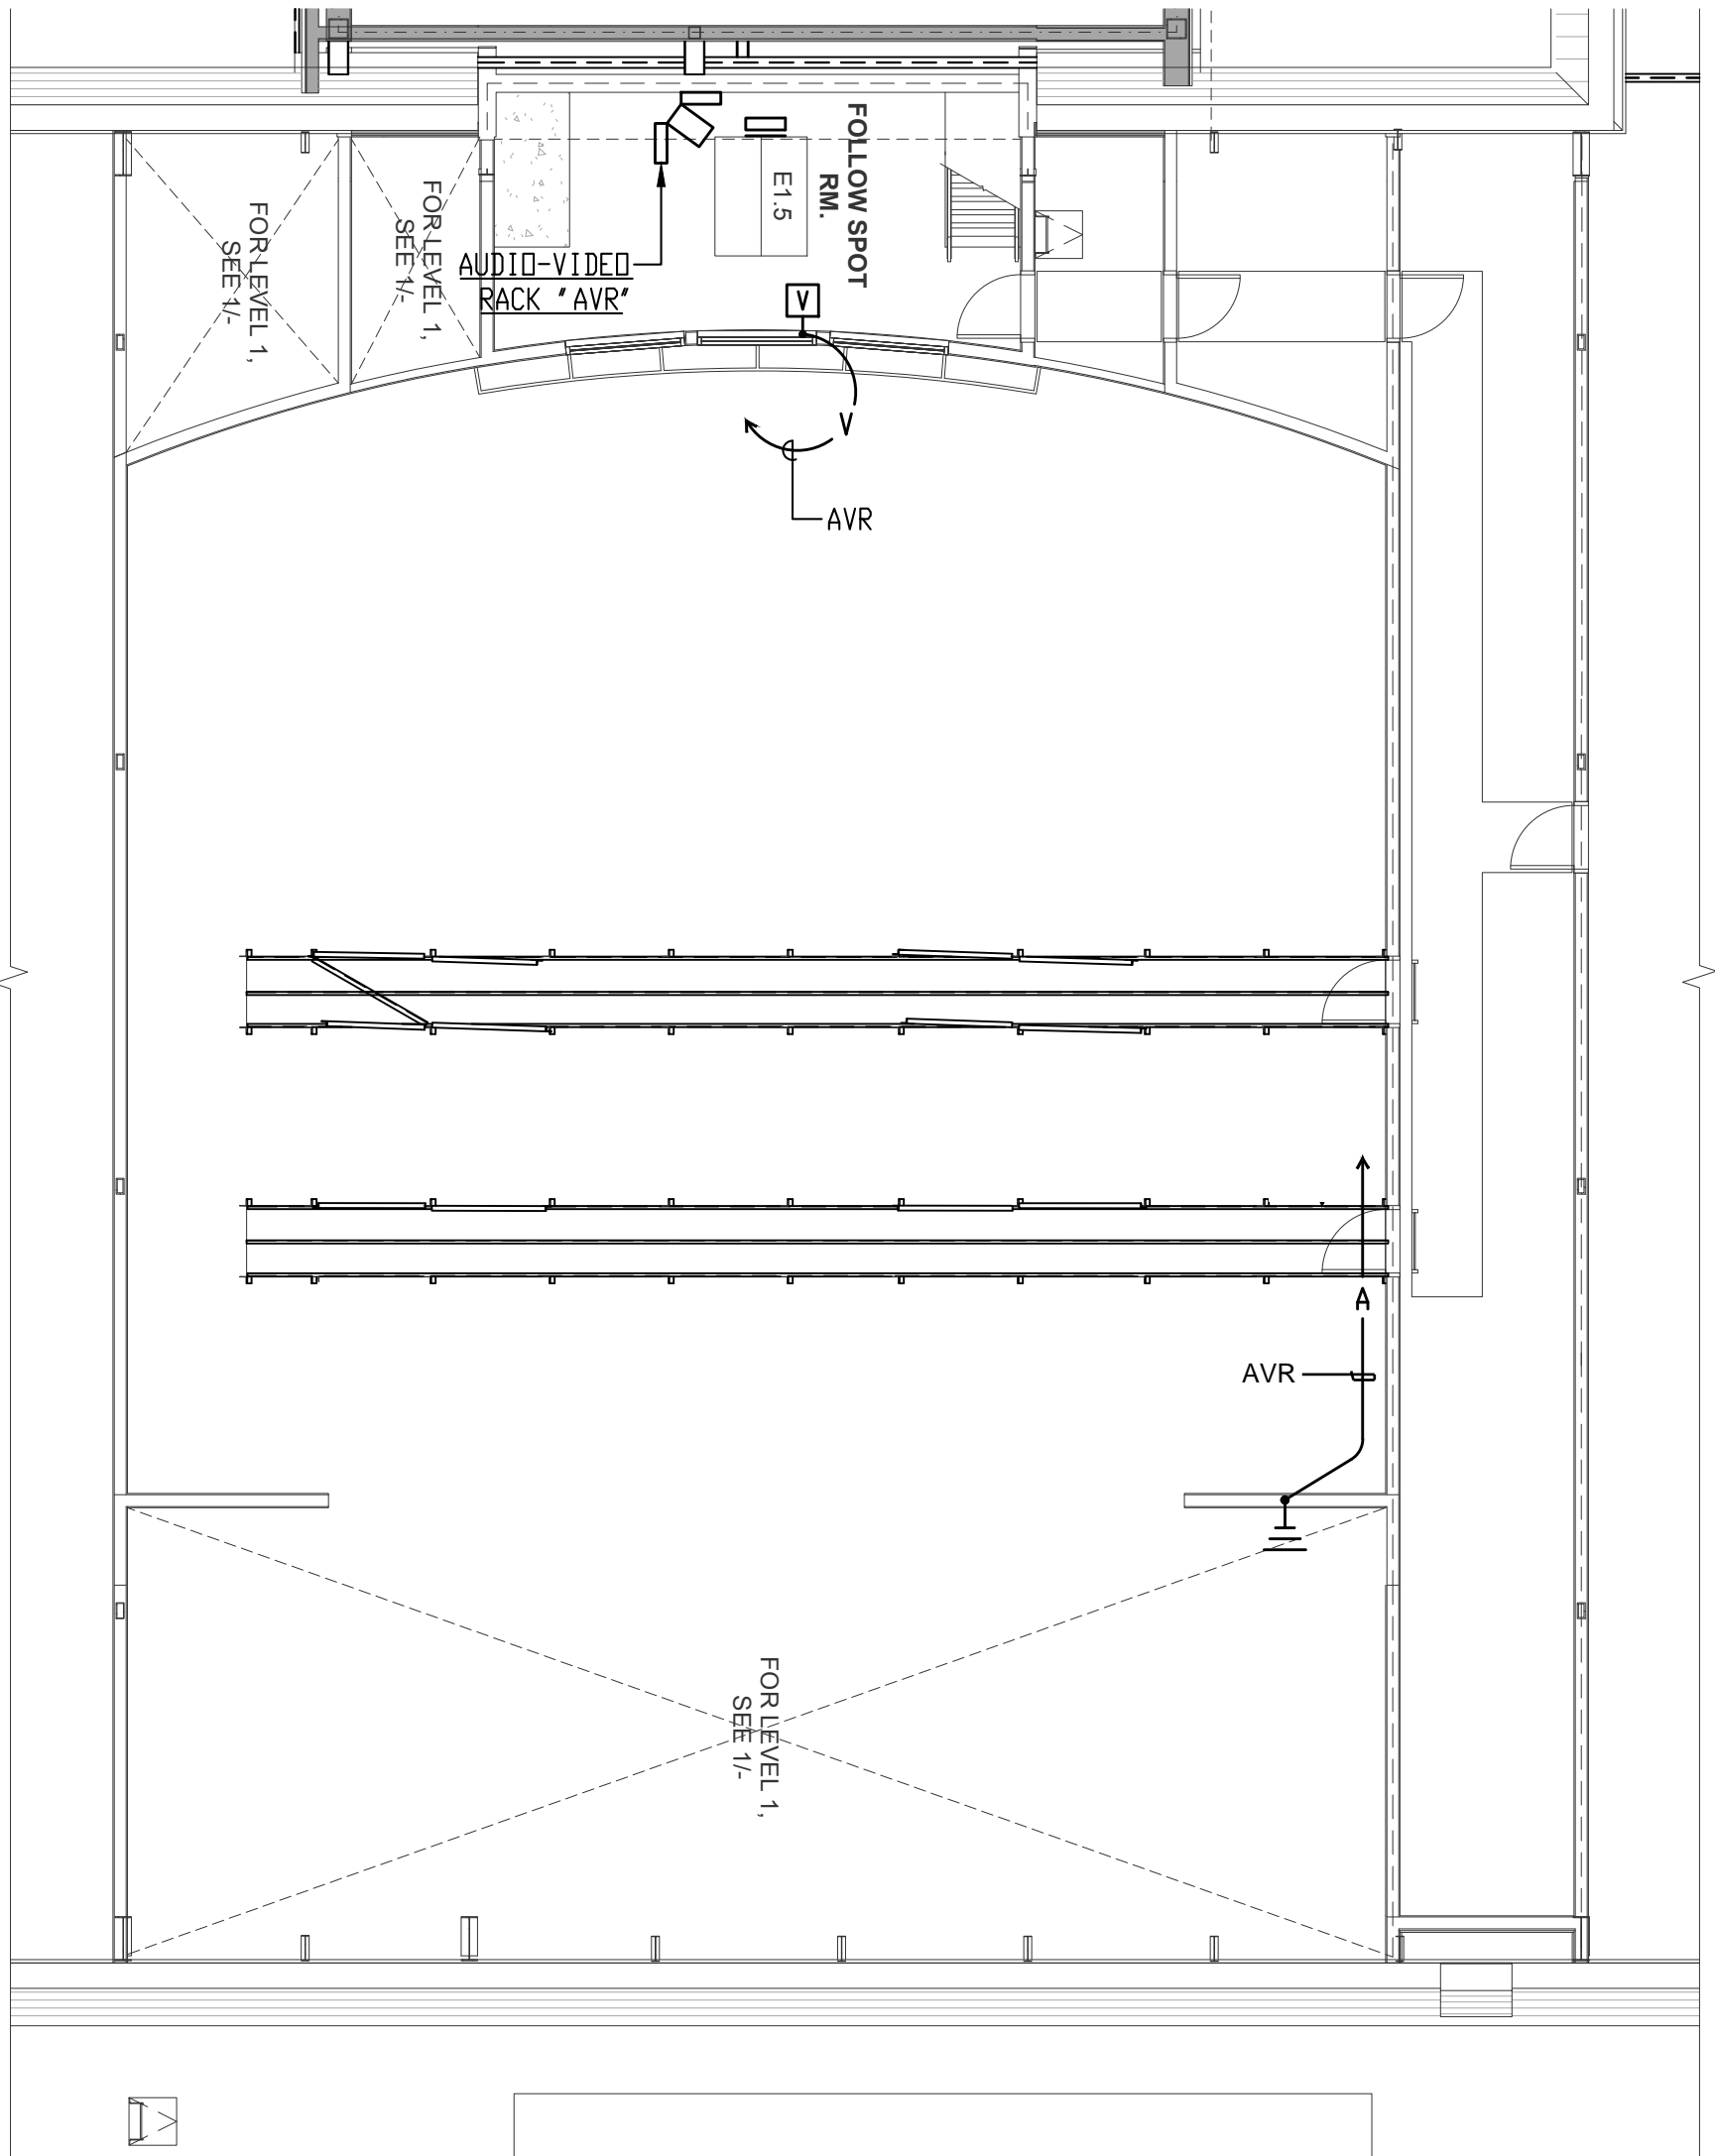 FOLLOW SPOT
RM.
E1.5
FOR LEVEL 1,
SEE 1/-
FOR LEVEL 1,
SEE 1/-
AUDIO-VIDEO
RACK "AVR"
V
V
AVR
A
AVR
FOR LEVEL 1,
SEE 1/-